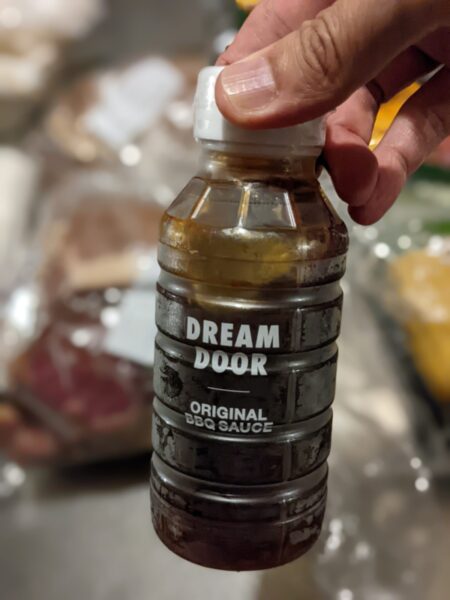 DREAM
DOOR
ORIGINAL
BBQ SAUCE